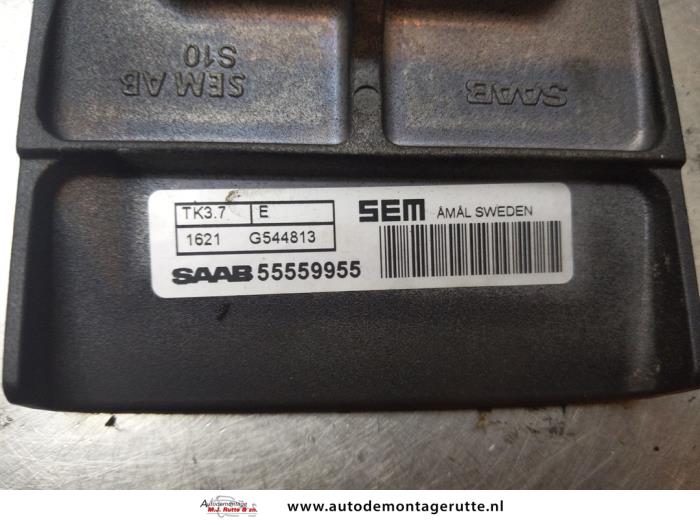 SEM AB
S10
SAAB
TK3.7 E
1621 G544813
SEM ÅMÅL SWEDEN
SAAB 55559955
Autodemontage
M.J. Rutte & zn.
www.autodemontagerutte.nl